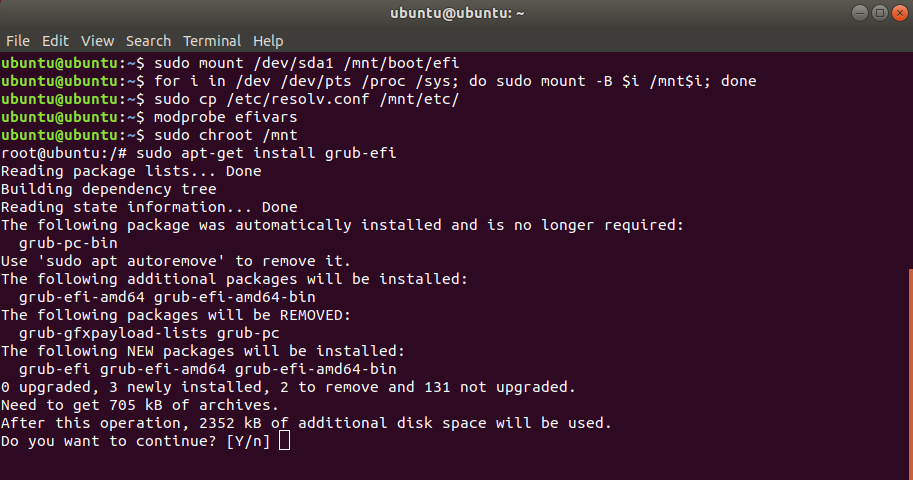 ubuntu@ubuntu: ~
File Edit View Search Terminal Help
ubuntu@ubuntu:~$ sudo mount /dev/sda1 /mnt/boot/efi
ubuntu@ubuntu:~$ for i in /dev /dev/pts /proc /sys; do sudo mount -B $i /mnt$i; done
ubuntu@ubuntu:~$ sudo cp /etc/resolv.conf /mnt/etc/
ubuntu@ubuntu:~$ modprobe efivars
ubuntu@ubuntu:~$ sudo chroot /mnt
root@ubuntu:/# sudo apt-get install grub-efi
Reading package lists... Done
Building dependency tree
Reading state information... Done
The following package was automatically installed and is no longer required:
  grub-pc-bin
Use 'sudo apt autoremove' to remove it.
The following additional packages will be installed:
  grub-efi-amd64 grub-efi-amd64-bin
The following packages will be REMOVED:
  grub-gfxpayload-lists grub-pc
The following NEW packages will be installed:
  grub-efi grub-efi-amd64 grub-efi-amd64-bin
0 upgraded, 3 newly installed, 2 to remove and 131 not upgraded.
Need to get 705 kB of archives.
After this operation, 2352 kB of additional disk space will be used.
Do you want to continue? [Y/n]